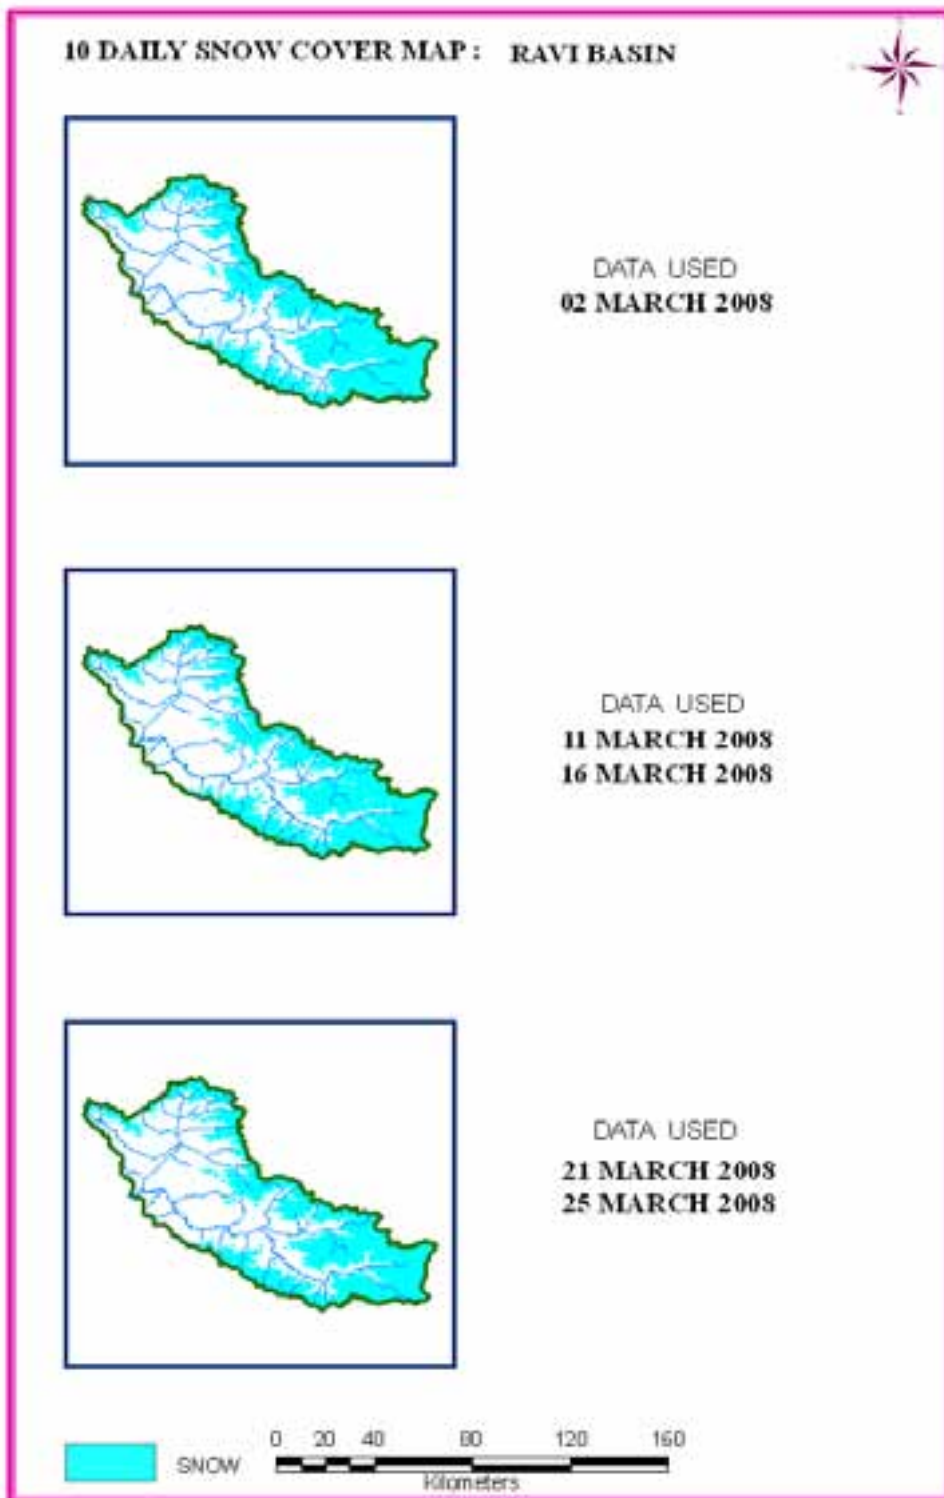 10 DAILY SNOW COVER MAP : RAVI BASIN
DATA USED
02 MARCH 2008
DATA USED
11 MARCH 2008
16 MARCH 2008
DATA USED
21 MARCH 2008
25 MARCH 2008
SNOW
0 20 40 80 120 160
Kilometers